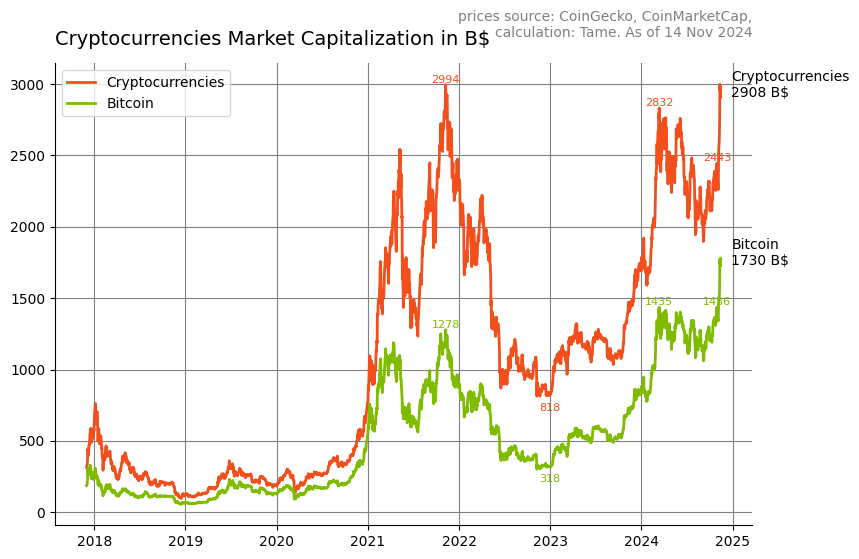 prices source: CoinGecko, CoinMarketCap,
calculation: Tame. As of 14 Nov 2024
Cryptocurrencies Market Capitalization in B$
Cryptocurrencies
Bitcoin
3000
2500
2000
1500
1000
500
0
2994
2832
2443
Cryptocurrencies
2908 B$
Bitcoin
1730 B$
1278
1435
1436
818
318
2018
2019
2020
2021
2022
2023
2024
2025